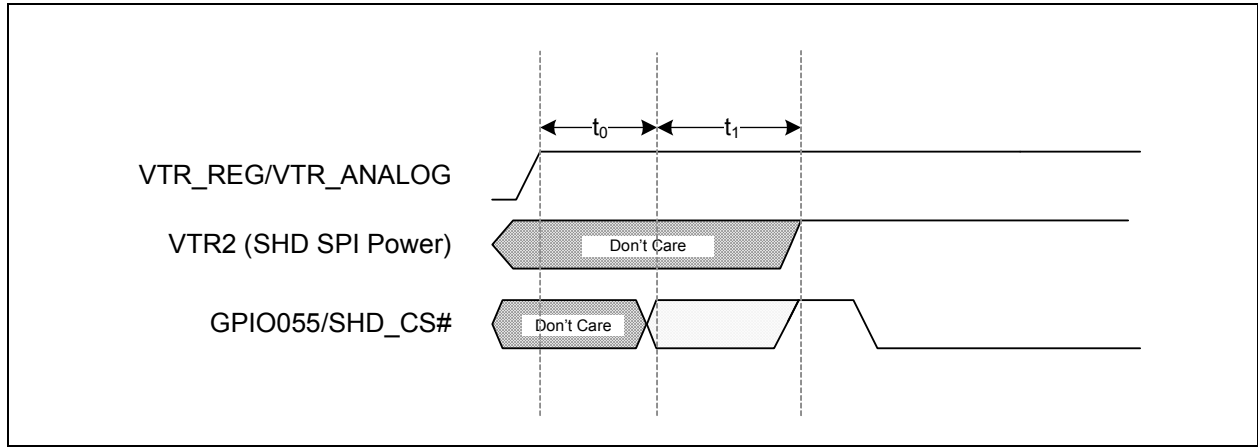 t₀
t₁
VTR_REG/VTR_ANALOG
VTR2 (SHD SPI Power)
Don't Care
GPIO055/SHD_CS#
Don't Care